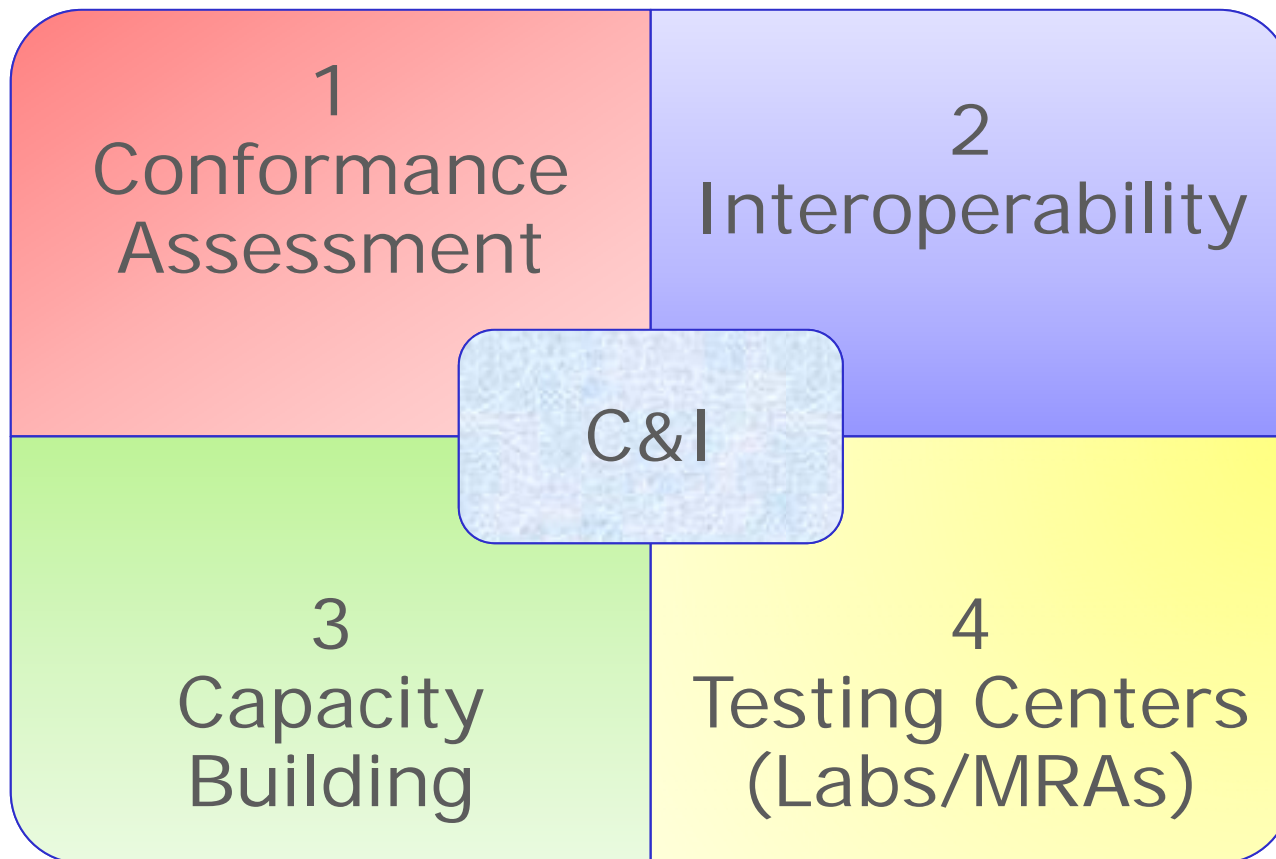 1
Conformance
Assessment
2
Interoperability
C&I
3
Capacity
Building
4
Testing Centers
(Labs/MRAs)